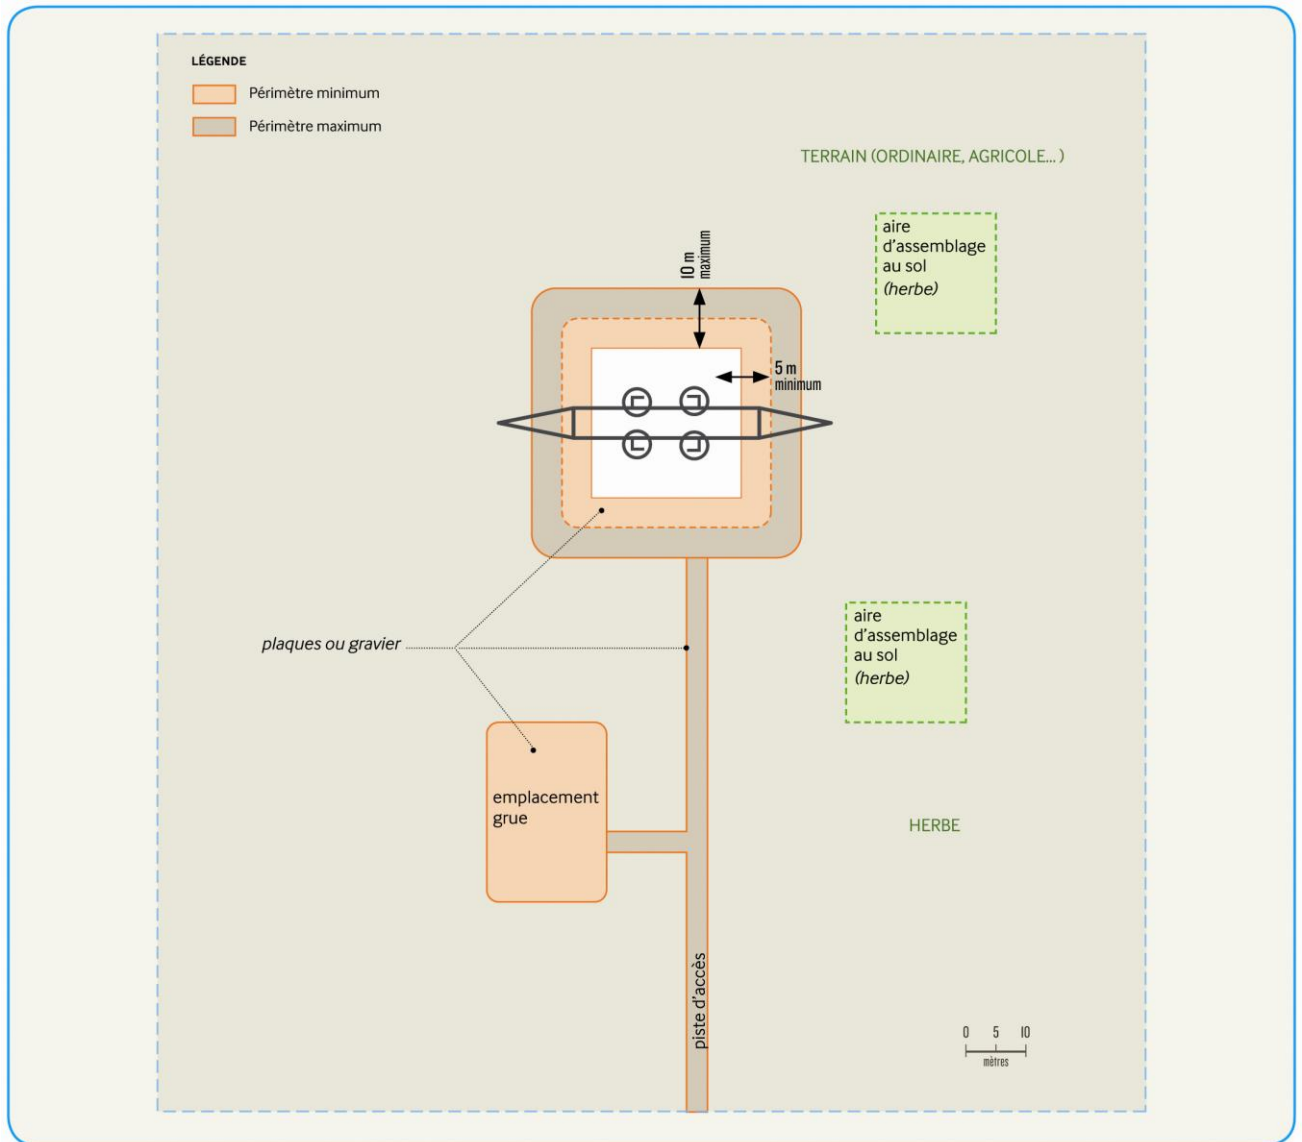 LÉGENDE
Périmètre minimum
Périmètre maximum
TERRAIN (ORDINAIRE, AGRICOLE... )
aire
d'assemblage
au sol
(herbe)
10 m
maximum
5 m
minimum
plaques ou gravier
aire
d'assemblage
au sol
(herbe)
emplacement
grue
HERBE
piste d'accès
0 5 10
mètres